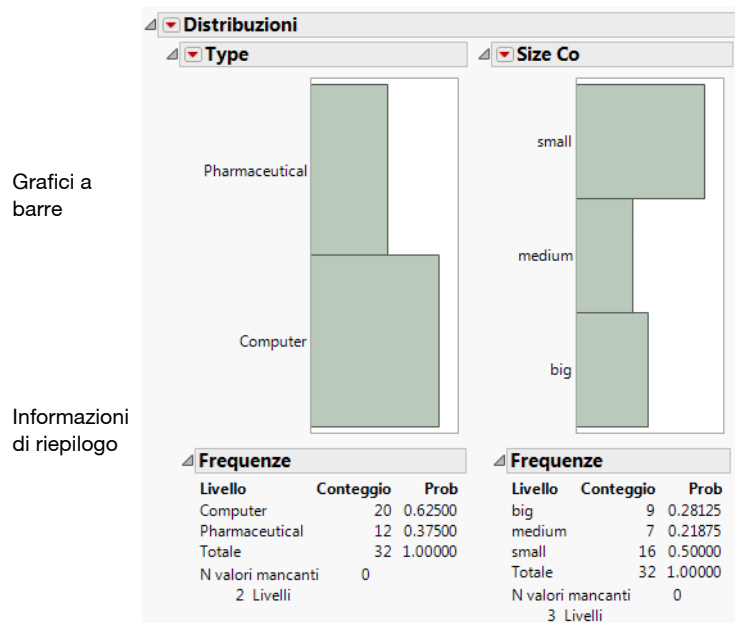 Distribuzioni
Type
Pharmaceutical
Computer
Size Co
small
medium
big
Grafici a
barre
Informazioni
di riepilogo
Frequenze
Livello Conteggio Prob
Computer 20 0.62500
Pharmaceutical 12 0.37500
Totale 32 1.00000
N valori mancanti 0
2 Livelli
Frequenze
Livello Conteggio Prob
big 9 0.28125
medium 7 0.21875
small 16 0.50000
Totale 32 1.00000
N valori mancanti 0
3 Livelli